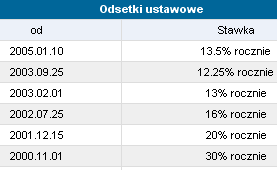 Odsetki ustawowe
od Stawka
2005.01.10 13.5% rocznie
2003.09.25 12.25% rocznie
2003.02.01 13% rocznie
2002.07.25 16% rocznie
2001.12.15 20% rocznie
2000.11.01 30% rocznie